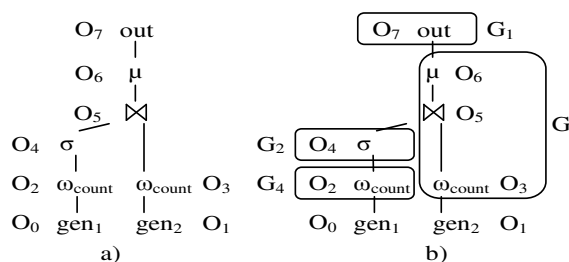 O7 out O7 out G1
O6 μ μ O6
O5 ⋈ ⋈ O5 G
O4 σ G2 O4 σ
O2 ωcount ωcount O3 G4 O2 ωcount ωcount O3
O0 gen1 gen2 O1 O0 gen1 gen2 O1
a) b)